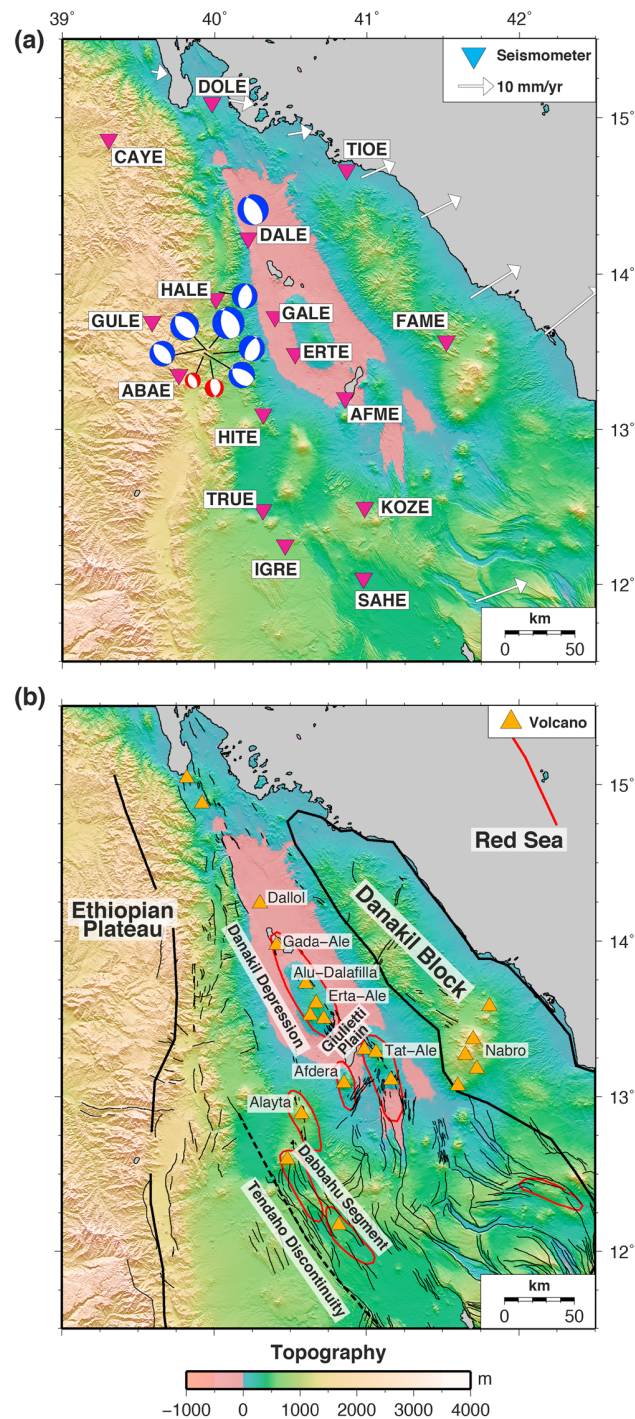 39° 40° 41° 42°
(a)
Seismometer
10 mm/yr
DOLE
15°
TIOE
CAYE
DALE
14°
HALE
GALE
GULE
FAME
ERTE
ABAE
AFME
HITE
13°
TRUE
KOZE
IGRE
SAHE
12°
km
0 50
(b)
Volcano
15°
Red Sea
Ethiopian
Plateau
Dallol
Danakil Block
14°
Gada-Ale
Danakil Depression
Alu-Dalafilla
Erta-Ale
Giulietti
Plain
Tat-Ale
Nabro
Afdera
13°
Alayta
Dabbahu Segment
Tendaho Discontinuity
12°
km
0 50
Topography
m
−1000 0 1000 2000 3000 4000